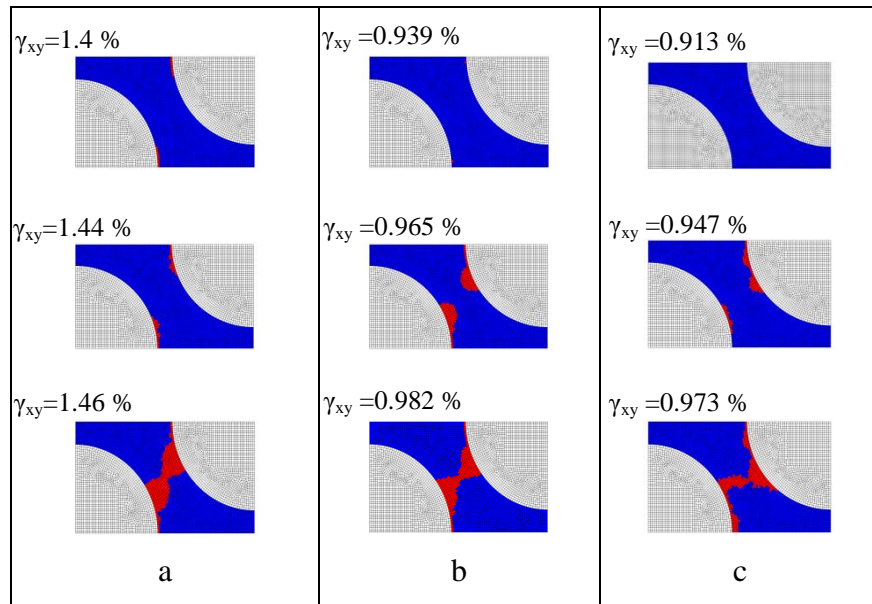 γxy=1.4 %
γxy =0.939 %
γxy =0.913 %
γxy=1.44 %
γxy =0.965 %
γxy =0.947 %
γxy=1.46 %
γxy =0.982 %
γxy =0.973 %
a
b
c